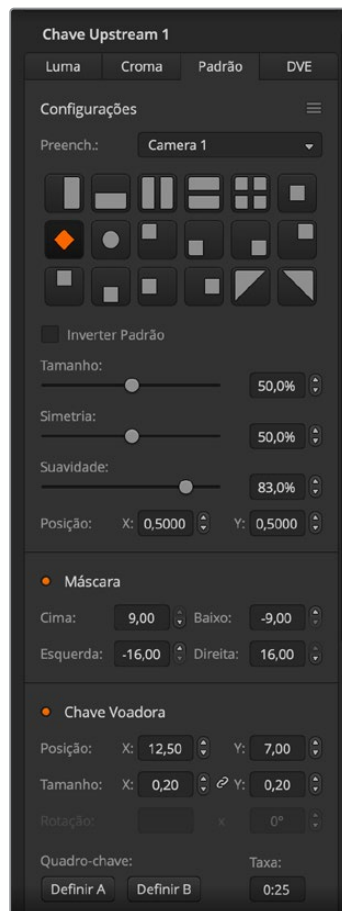 Chave Upstream 1
Luma Croma Padrão DVE
Configurações
Preench.: Camera 1
Inverter Padrão
Tamanho:
50,0%
Simetria:
50,0%
Suavidade:
83,0%
Posição: X: 0,5000 Y: 0,5000
Máscara
Cima: 9,00 Baixo: -9,00
Esquerda: -16,00 Direita: 16,00
Chave Voadora
Posição: X: 12,50 Y: 7,00
Tamanho: X: 0,20 Y: 0,20
Rotação: x 0°
Quadro-chave: Taxa:
Definir A Definir B 0:25